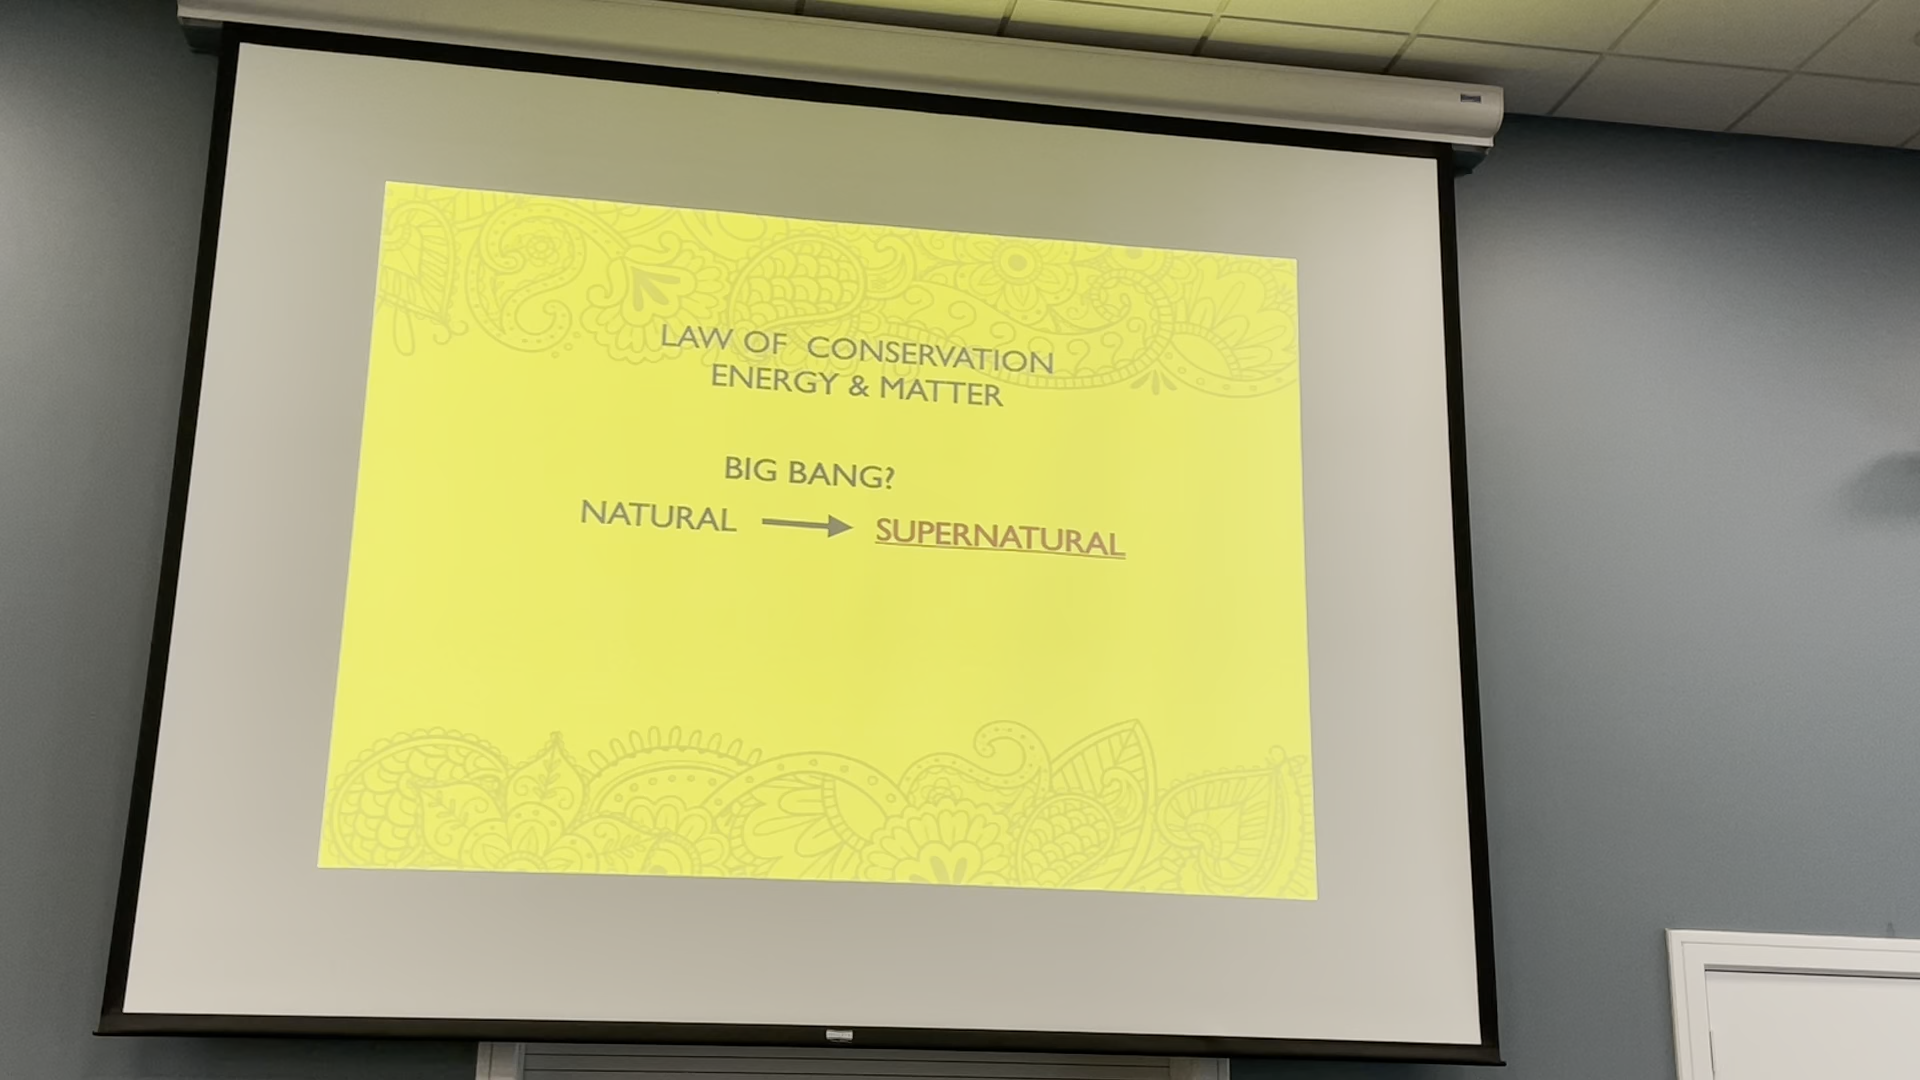 LAW OF CONSERVATION
ENERGY & MATTER
BIG BANG?
NATURAL → SUPERNATURAL